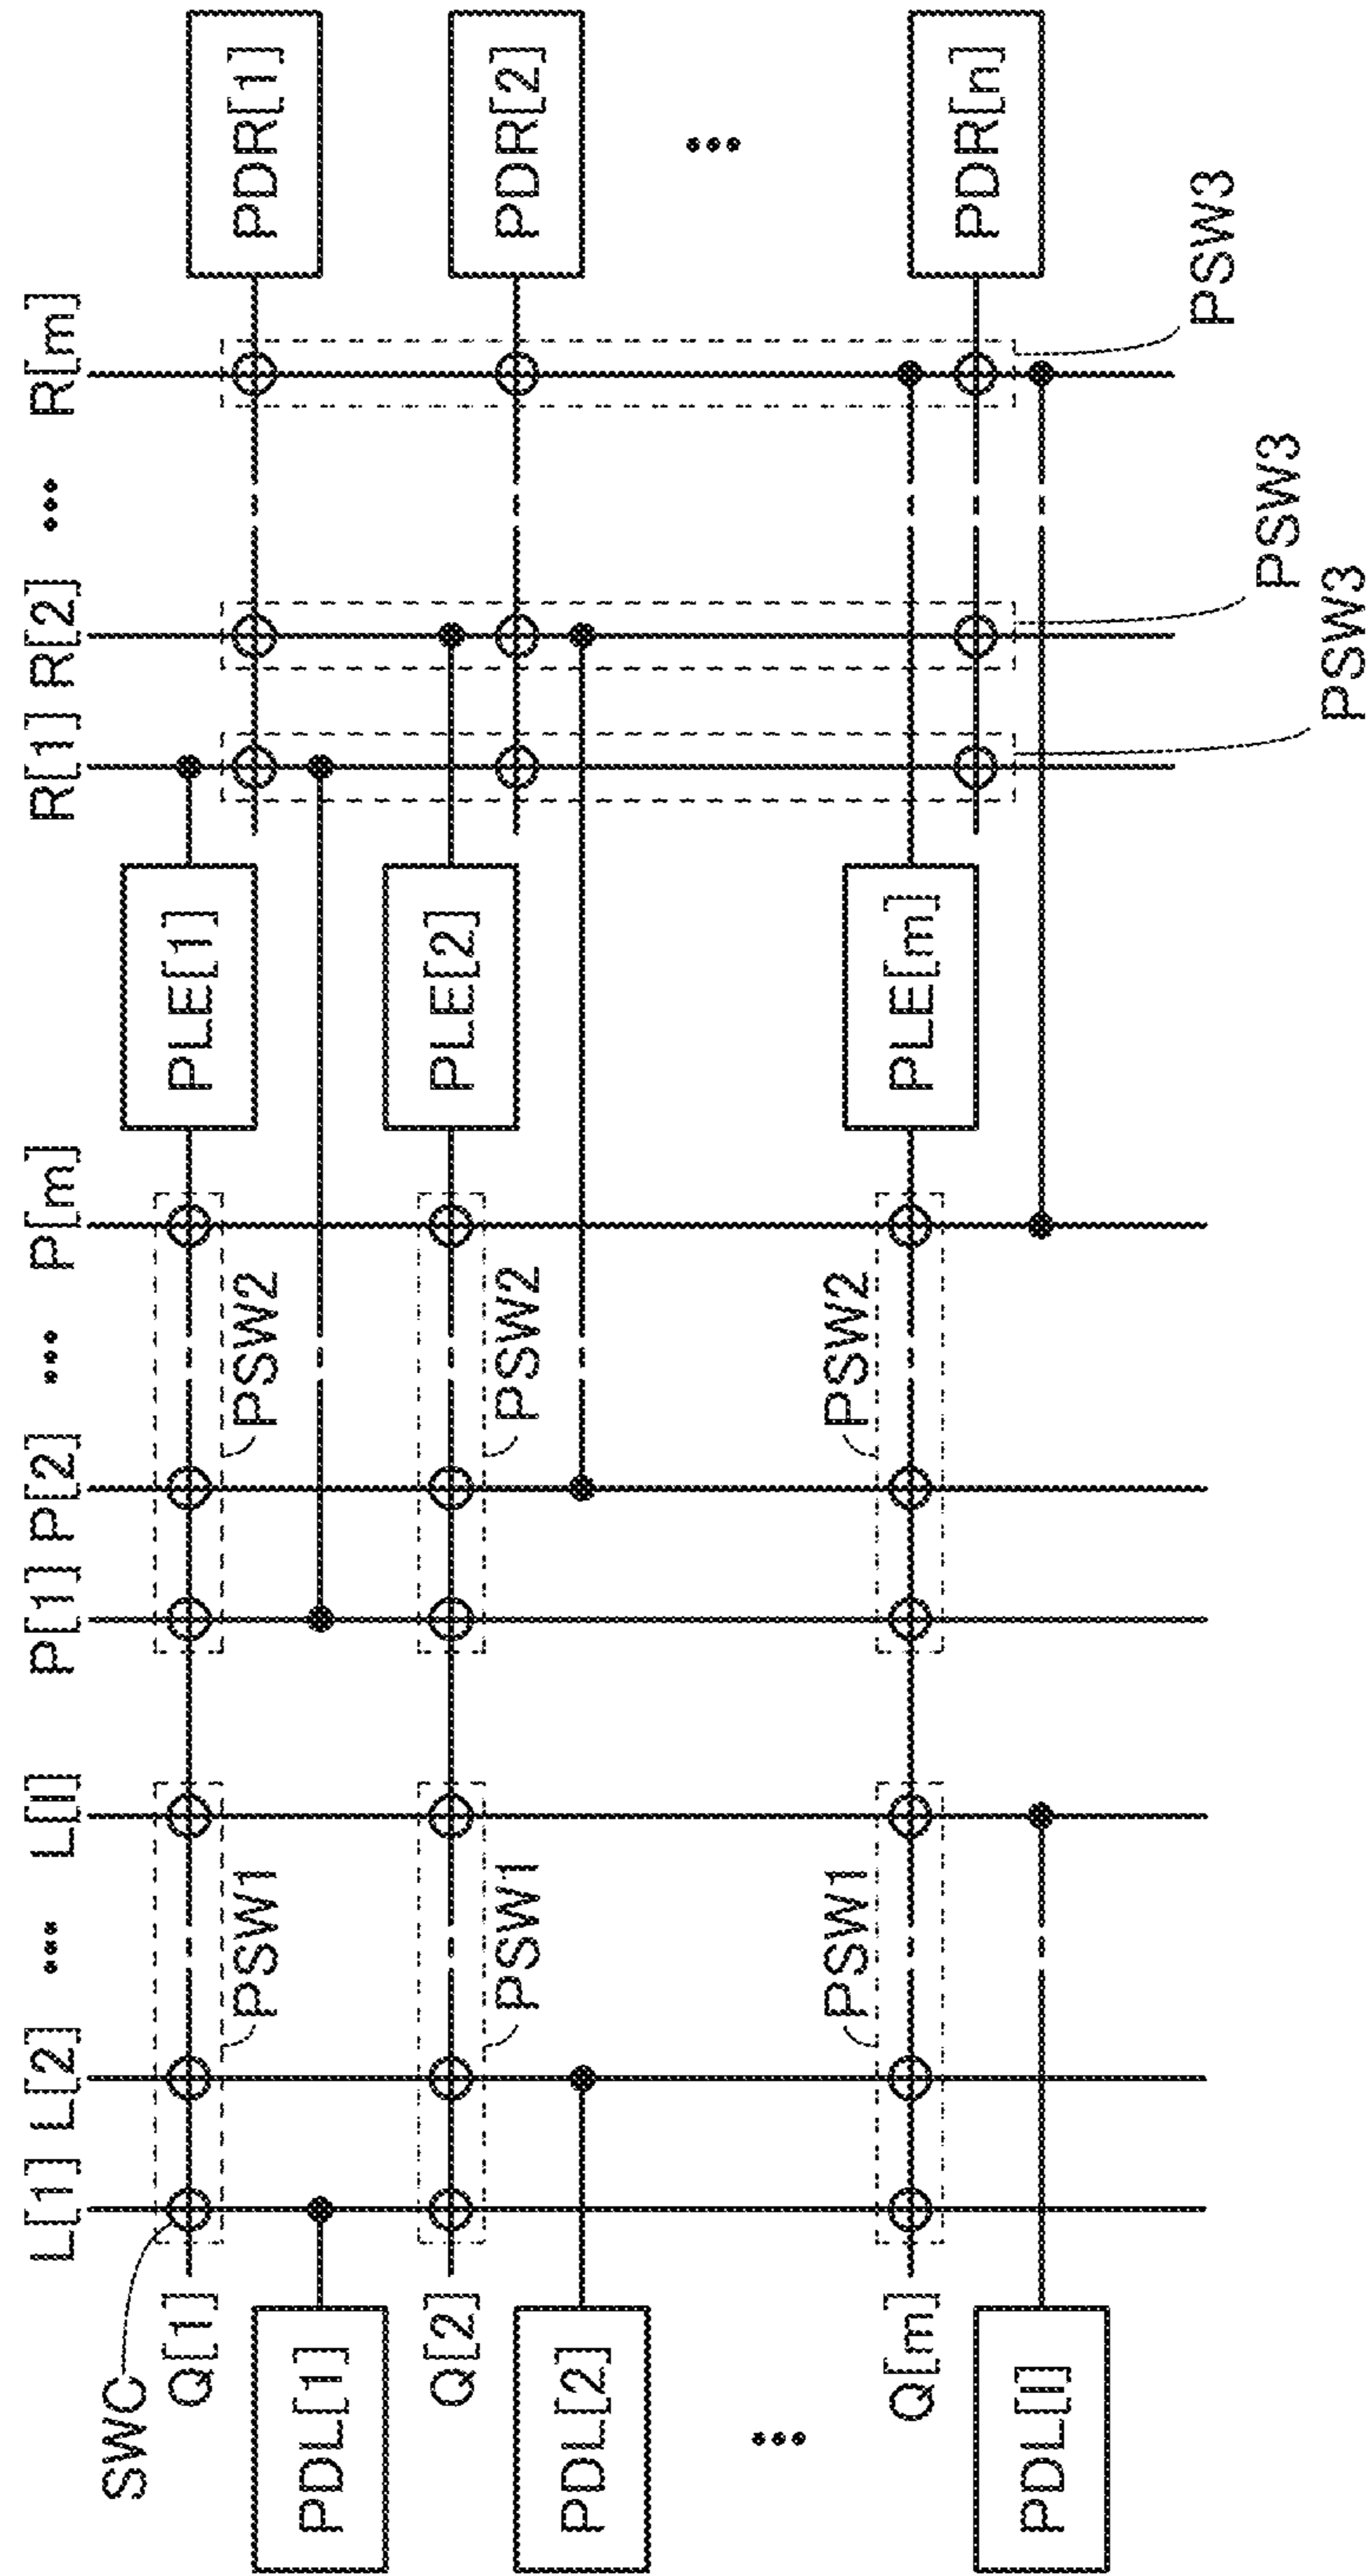 L[1] L[2] ... L[l] P[1] P[2] ... P[m] R[1] R[2] ... R[m]
SWC
Q[1] PLE[1] PDR[1]
PSW1 PSW2
PDL[1]
Q[2] PLE[2] PDR[2]
PSW1 PSW2
PDL[2]
... ...
PSW1 PSW2
Q[m] PLE[m] PDR[n]
PDL[l]
PSW3
PSW3
PSW3